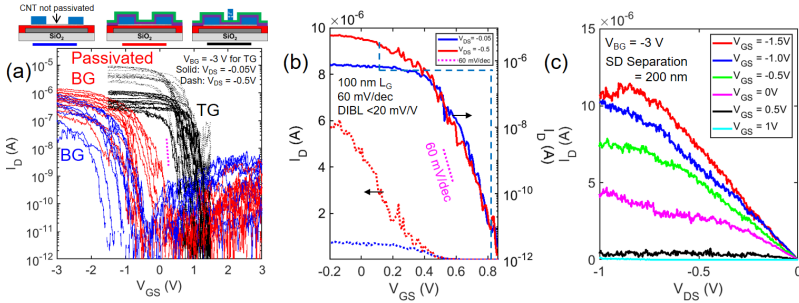 CNT not passivated
SiO2
SiO2
SiO2
(a)
Passivated
BG
BG
TG
VBG = -3 V for TG
Solid: VDS = -0.05V
Dash: VDS = -0.5V
10-5
10-6
10-7
10-8
10-9
10-10
10-11
10-12
ID (A)
-3 -2 -1 0 1 2 3
VGS (V)
(b)
10 ×10-6
8
6
4
2
ID (A)
VDS = -0.05
VDS = -0.5
60 mV/dec
100 nm LG
60 mV/dec
DIBL <20 mV/V
60 mV/dec
10-6
10-8
10-10
10-12
ID (A)
-0.2 0 0.2 0.4 0.6 0.8
VGS (V)
(c)
15 ×10-6
10
5
0
ID (A)
VBG = -3 V
SD Separation
= 200 nm
VGS = -1.5V
VGS = -1.0V
VGS = -0.5V
VGS = 0V
VGS = 0.5V
VGS = 1V
-1 -0.5 0
VDS (V)